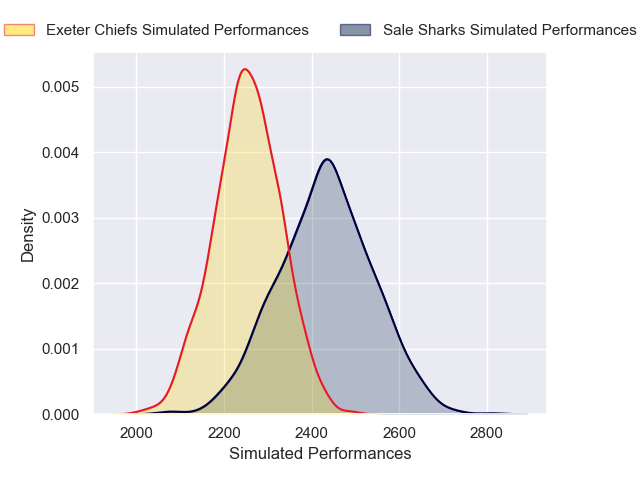 Exeter Chiefs Simulated Performances Sale Sharks Simulated Performances
0.005
0.004
0.003
0.002
0.001
0.000
Density
2000 2200 2400 2600 2800
Simulated Performances